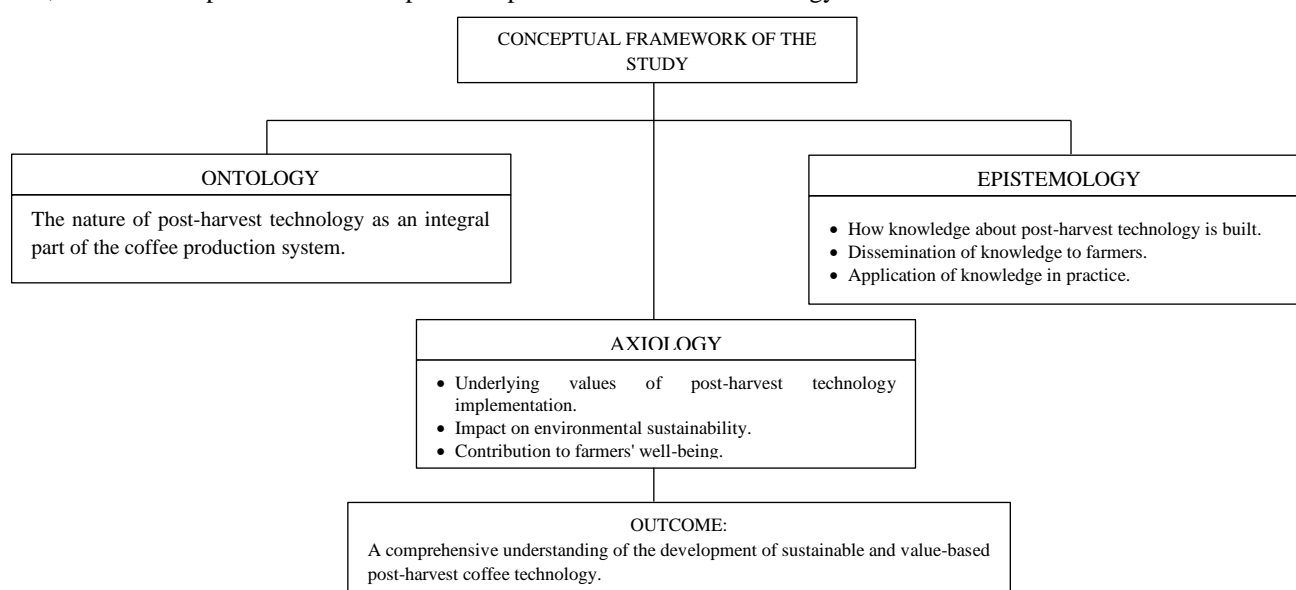 CONCEPTUAL FRAMEWORK OF THE
STUDY
ONTOLOGY
The nature of post-harvest technology as an integral
part of the coffee production system.
EPISTEMOLOGY
• How knowledge about post-harvest technology is built.
• Dissemination of knowledge to farmers.
• Application of knowledge in practice.
AXIOLOGY
• Underlying values of post-harvest technology
implementation.
• Impact on environmental sustainability.
• Contribution to farmers' well-being.
OUTCOME:
A comprehensive understanding of the development of sustainable and value-based
post-harvest coffee technology.